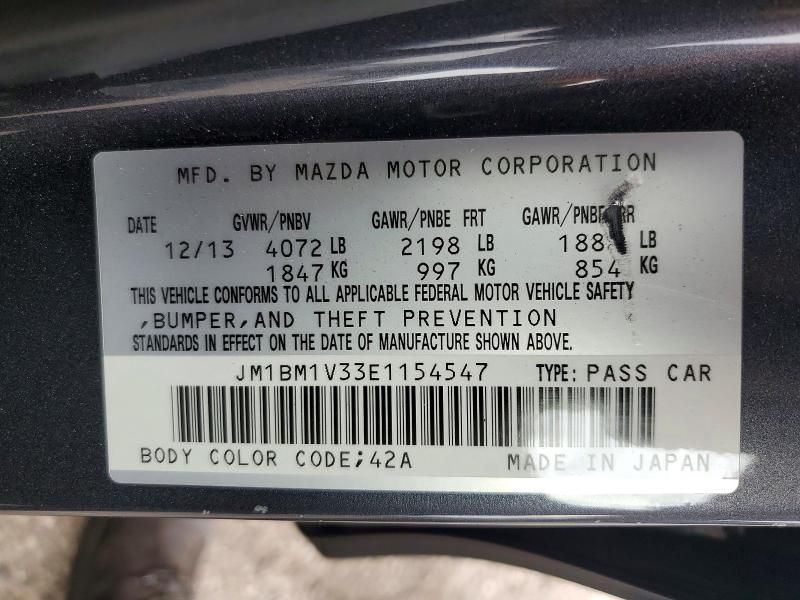 MFD. BY MAZDA MOTOR CORPORATION
DATE GVWR/PNBV GAWR/PNBE FRT GAWR/PNBE RR
12/13 4072 LB 2198 LB LB
1847 KG 997 KG 854 KG
THIS VEHICLE CONFORMS TO ALL APPLICABLE FEDERAL MOTOR VEHICLE SAFETY
,BUMPER,AND THEFT PREVENTION
STANDARDS IN EFFECT ON THE DATE OF MANUFACTURE SHOWN ABOVE.
JM1BM1V33E1154547 TYPE: PASS CAR
BODY COLOR CODE;42A MADE IN JAPAN